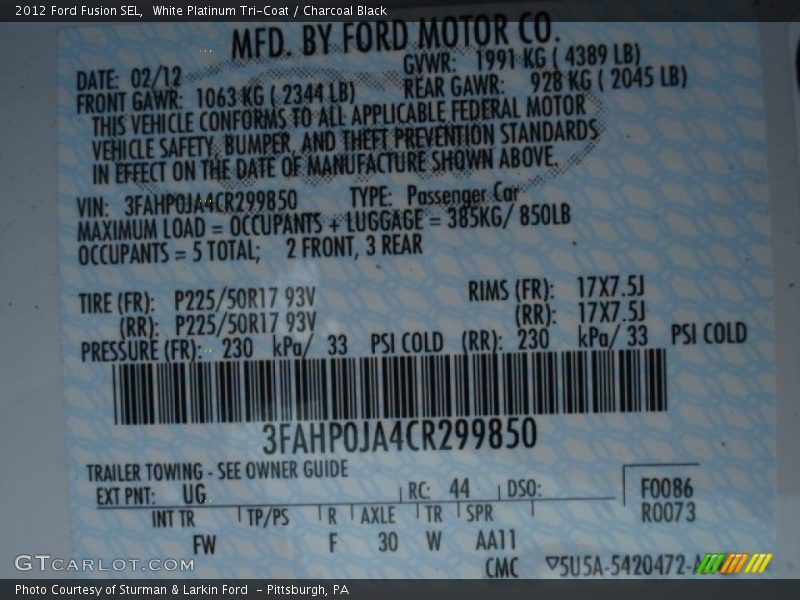 2012 Ford Fusion SEL, White Platinum Tri-Coat / Charcoal Black
MFD. BY FORD MOTOR CO.
DATE: 02/12 GVWR: 1991 KG ( 4389 LB)
FRONT GAWR: 1063 KG ( 2344 LB) REAR GAWR: 928 KG ( 2045 LB)
THIS VEHICLE CONFORMS TO ALL APPLICABLE FEDERAL MOTOR
VEHICLE SAFETY, BUMPER, AND THEFT PREVENTION STANDARDS
IN EFFECT ON THE DATE OF MANUFACTURE SHOWN ABOVE.
VIN: 3FAHP0JA4CR299850 TYPE: Passenger Car
MAXIMUM LOAD = OCCUPANTS + LUGGAGE = 385KG/ 850LB
OCCUPANTS = 5 TOTAL; 2 FRONT, 3 REAR
TIRE (FR): P225/50R17 93V RIMS (FR): 17X7.5J
(RR): P225/50R17 93V (RR): 17X7.5J
PRESSURE (FR): 230 kPa/ 33 PSI COLD (RR): 230 kPa/ 33 PSI COLD
3FAHP0JA4CR299850
TRAILER TOWING - SEE OWNER GUIDE
EXT PNT: UG RC: 44 DSO: F0086
R0073
INT TR TP/PS R AXLE TR SPR
FW F 30 W AA11
CMC ▽5U5A-5420472-
GTCARLOT.COM
Photo Courtesy of Sturman & Larkin Ford - Pittsburgh, PA